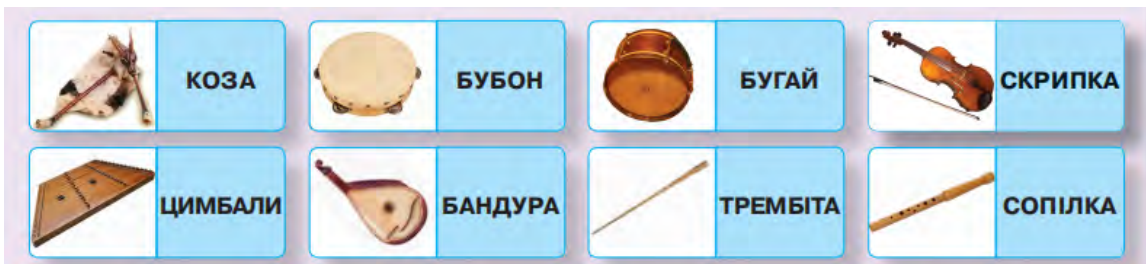 КОЗА
БУБОН
БУГАЙ
СКРИПКА
ЦИМБАЛИ
БАНДУРА
ТРЕМБІТА
СОПІЛКА